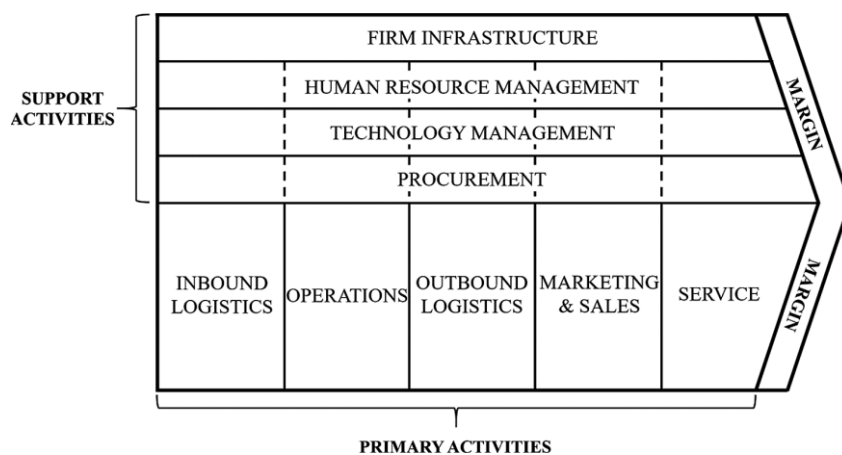 FIRM INFRASTRUCTURE
HUMAN RESOURCE MANAGEMENT
TECHNOLOGY MANAGEMENT
PROCUREMENT
SUPPORT
ACTIVITIES
MARGIN
INBOUND
LOGISTICS
OPERATIONS
OUTBOUND
LOGISTICS
MARKETING
& SALES
SERVICE
MARGIN
PRIMARY ACTIVITIES